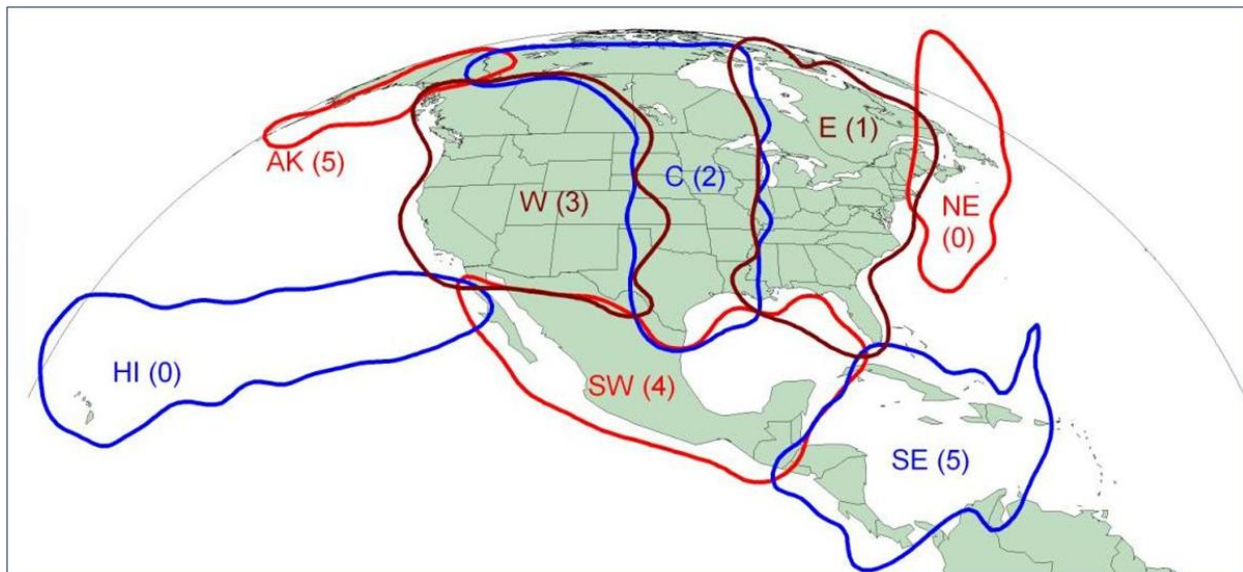 E (1)
AK (5)
C (2)
W (3)
NE
(0)
HI (0)
SW (4)
SE (5)